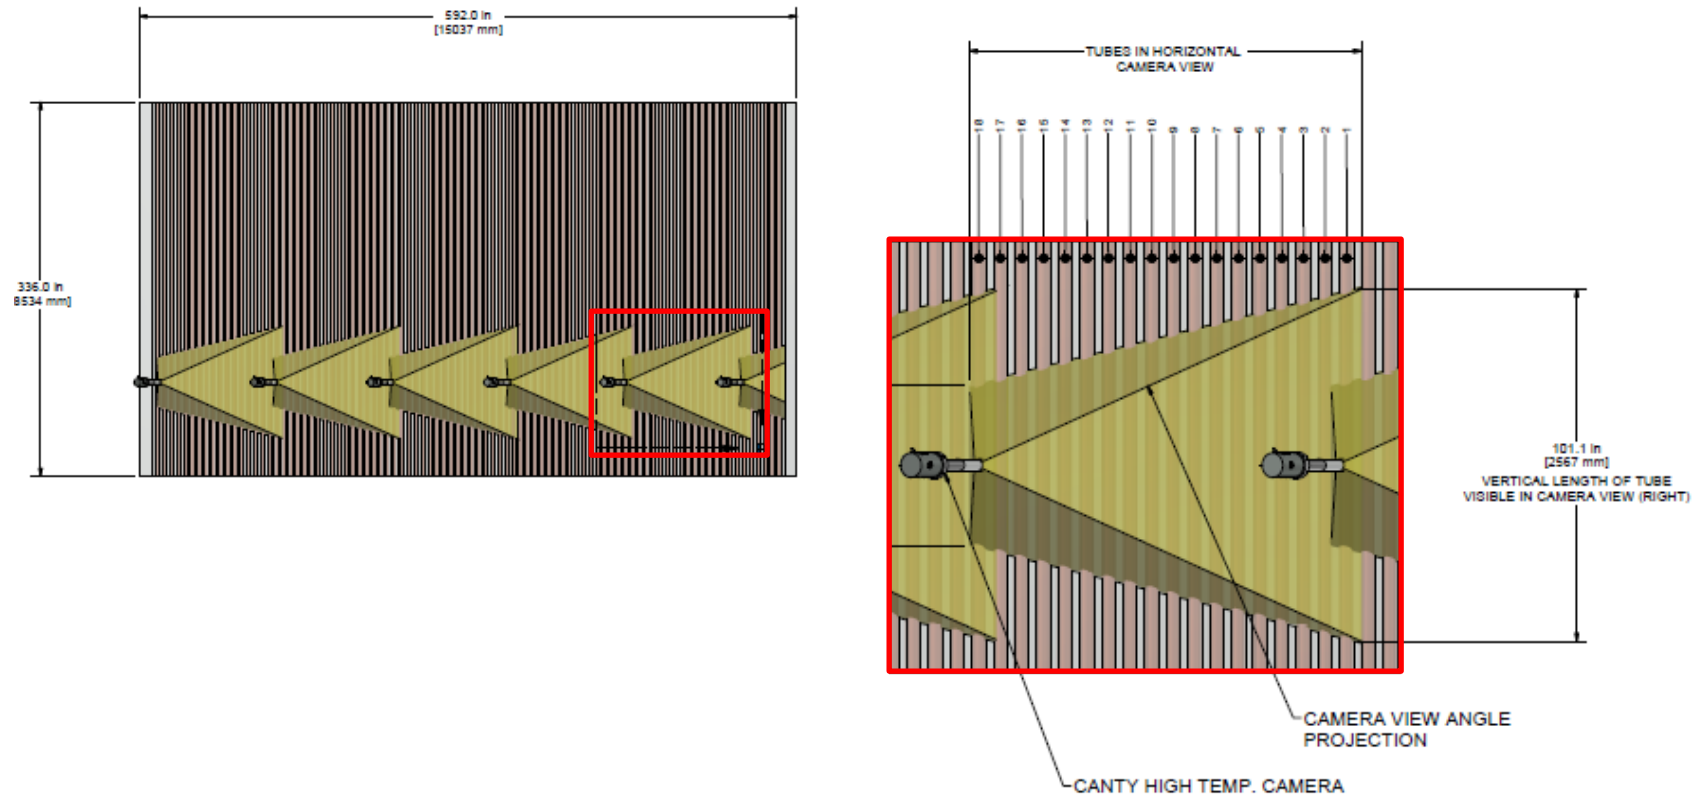 592.0 in
[15037 mm]
336.0 in
8534 mm]
TUBES IN HORIZONTAL
CAMERA VIEW
18
17
16
15
14
13
12
11
10
9
8
7
6
5
4
3
2
1
101.1 in
[2567 mm]
VERTICAL LENGTH OF TUBE
VISIBLE IN CAMERA VIEW (RIGHT)
CAMERA VIEW ANGLE
PROJECTION
CANTY HIGH TEMP. CAMERA